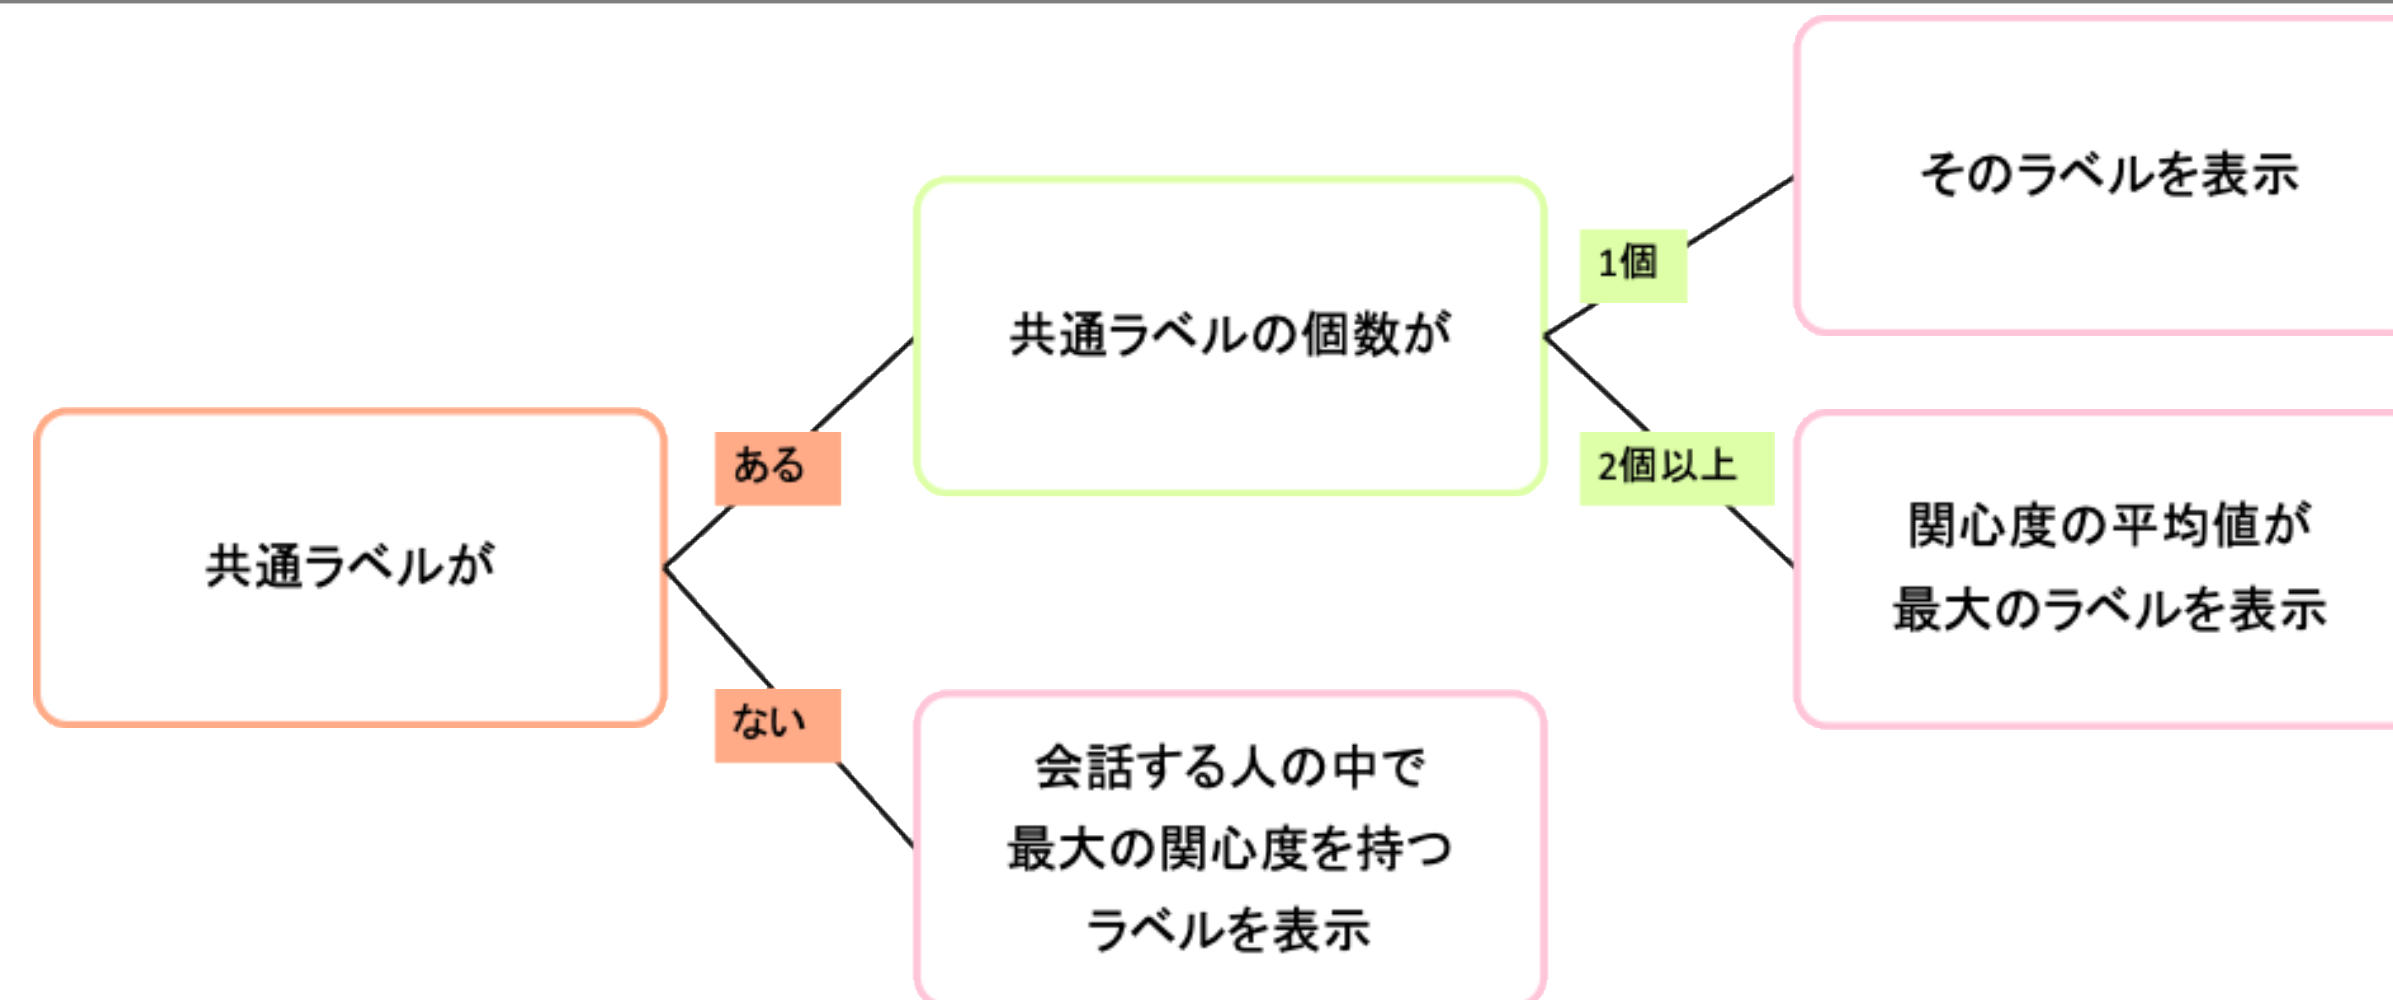 共通ラベルが
ある
ない
共通ラベルの個数が
1個
2個以上
そのラベルを表示
関心度の平均値が
最大のラベルを表示
会話する人の中で
最大の関心度を持つ
ラベルを表示